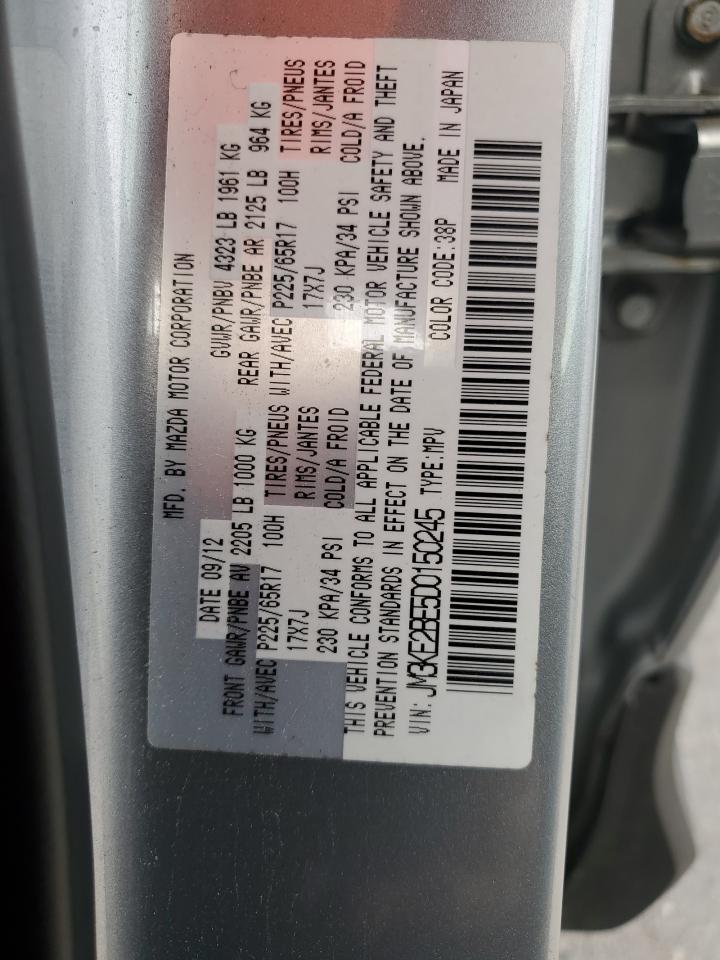 MFD. BY MAZDA MOTOR CORPORATION
DATE 09/12 GVWR/PNBV 4323 LB 1961 KG
FRONT GAWR/PNBE AV 2205 LB 1000 KG REAR GAWR/PNBE AR 2125 LB 964 KG
WITH/AVEC P225/65R17 100H TIRES/PNEUS WITH/AVEC P225/65R17 100H TIRES/PNEUS
17X7J RIMS/JANTES 17X7J RIMS/JANTES
230 KPA/34 PSI COLD/A FROID 230 KPA/34 PSI COLD/A FROID
THIS VEHICLE CONFORMS TO ALL APPLICABLE FEDERAL MOTOR VEHICLE SAFETY AND THEFT
PREVENTION STANDARDS IN EFFECT ON THE DATE OF MANUFACTURE SHOWN ABOVE.
VIN: JM3KE2BE5D0150245 TYPE:MPV COLOR CODE:38P MADE IN JAPAN